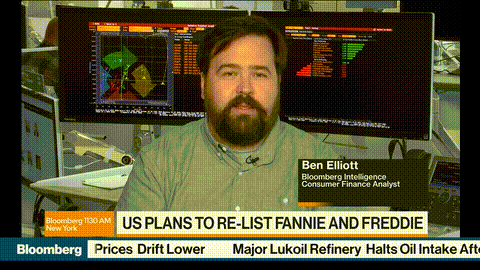 Ben Elliott
Bloomberg Intelligence
Consumer Finance Analyst
Bloomberg 11:30 AM
New York
US PLANS TO RE-LIST FANNIE AND FREDDIE
Bloomberg
Prices Drift Lower Major Lukoil Refinery Halts Oil Intake Afte